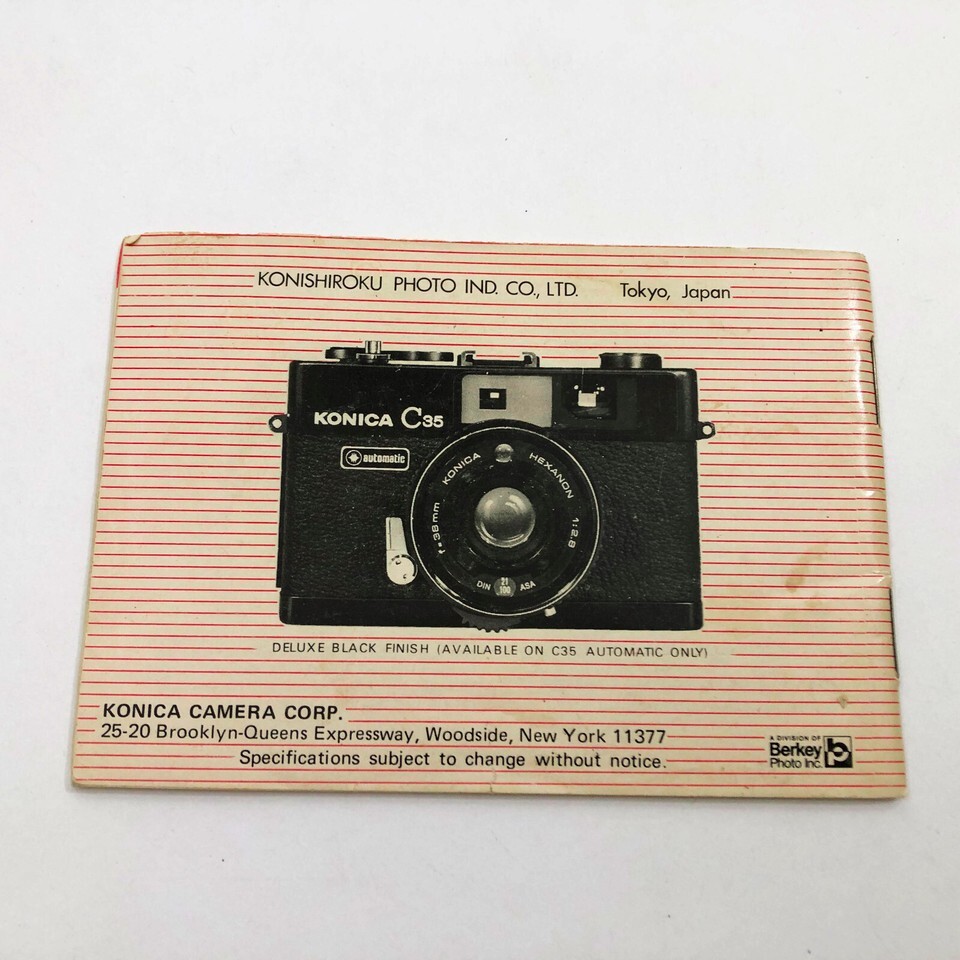 KONISHIROKU PHOTO IND. CO., LTD. Tokyo, Japan
KONICA C35
automatic
KONICA HEXANON 1:2.8 f=38mm
DIN 21 100 ASA
DELUXE BLACK FINISH (AVAILABLE ON C35 AUTOMATIC ONLY)
KONICA CAMERA CORP.
25-20 Brooklyn-Queens Expressway, Woodside, New York 11377
Specifications subject to change without notice.
A DIVISION OF
Berkey
Photo Inc.